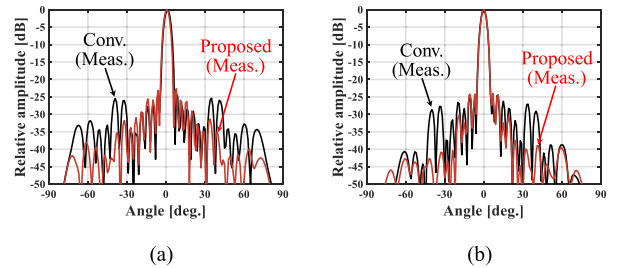 0
-5
-10
-15
-20
-25
-30
-35
-40
-45
-50
Relative amplitude [dB]
Conv.
(Meas.)
Proposed
(Meas.)
-90 -60 -30 0 30 60 90
Angle [deg.]
(a)
0
-5
-10
-15
-20
-25
-30
-35
-40
-45
-50
Relative amplitude [dB]
Conv.
(Meas.)
Proposed
(Meas.)
-90 -60 -30 0 30 60 90
Angle [deg.]
(b)